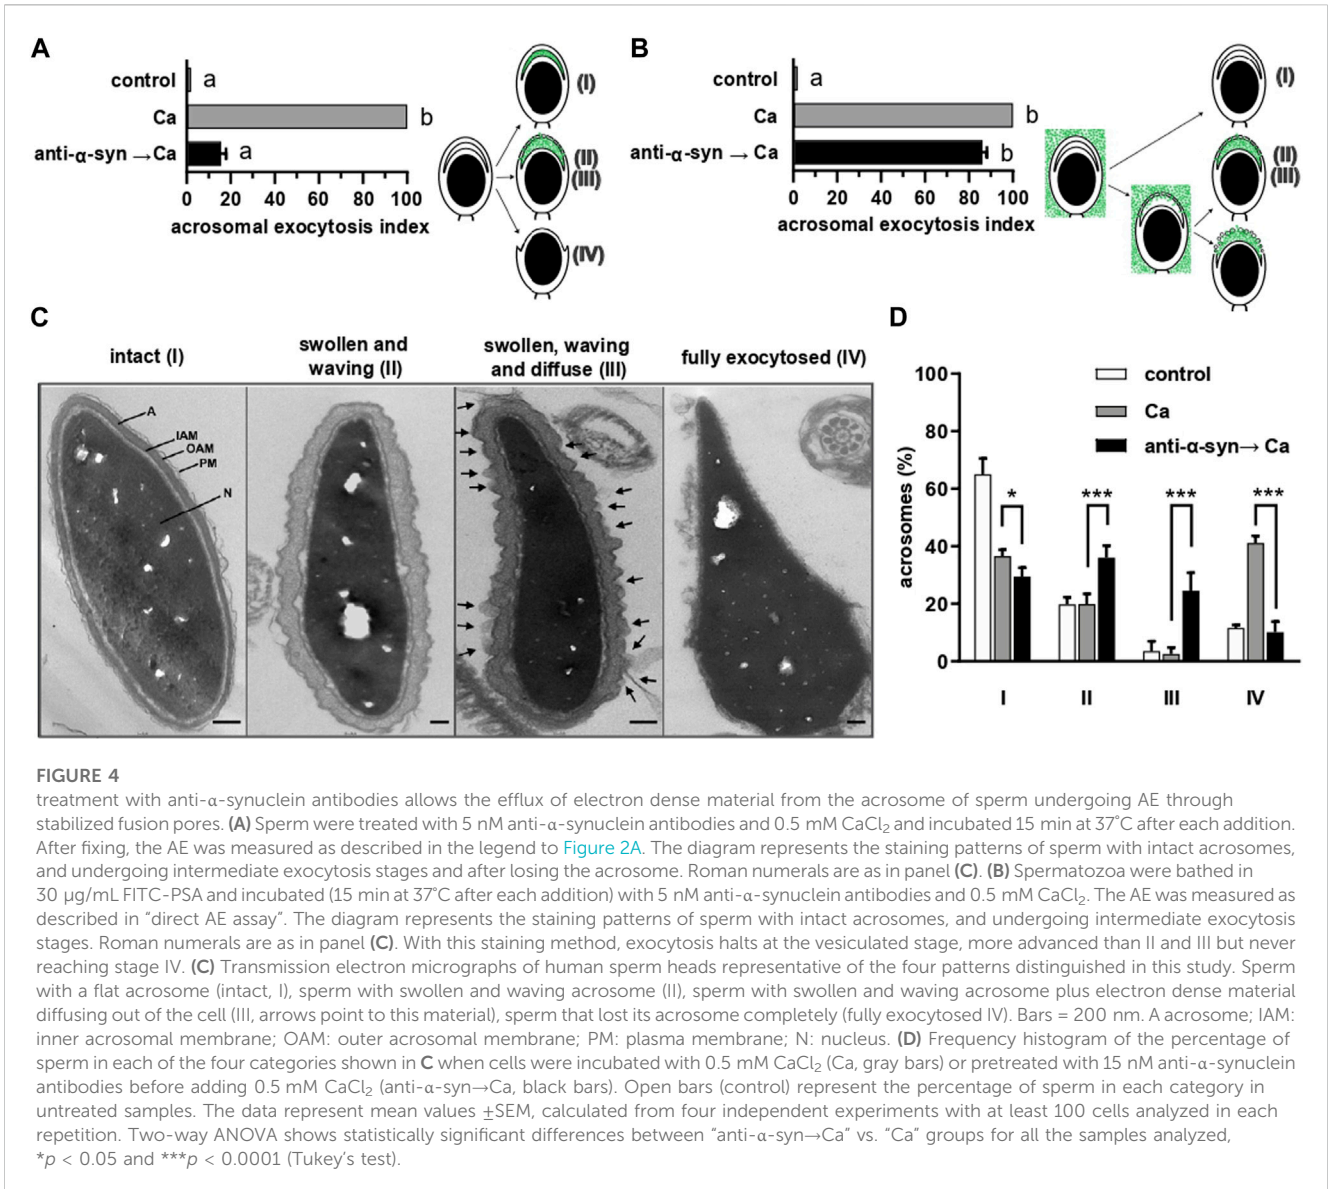 A
control
a
Ca
b
anti-α-syn → Ca
a
0 20 40 60 80 100
acrosomal exocytosis index
(I)
(II)
(III)
(IV)
B
control
a
Ca
b
anti-α-syn → Ca
b
0 20 40 60 80 100
acrosomal exocytosis index
(I)
(II)
(III)
C
intact (I)
swollen and
waving (II)
swollen, waving
and diffuse (III)
fully exocytosed (IV)
A
IAM
OAM
PM
N
D
100
80
60
40
20
0
acrosomes (%)
control
Ca
anti-α-syn→ Ca
* *** *** ***
I II III IV
FIGURE 4
treatment with anti-α-synuclein antibodies allows the efflux of electron dense material from the acrosome of sperm undergoing AE through
stabilized fusion pores. (A) Sperm were treated with 5 nM anti-α-synuclein antibodies and 0.5 mM CaCl₂ and incubated 15 min at 37°C after each addition.
After fixing, the AE was measured as described in the legend to Figure 2A. The diagram represents the staining patterns of sperm with intact acrosomes,
and undergoing intermediate exocytosis stages and after losing the acrosome. Roman numerals are as in panel (C). (B) Spermatozoa were bathed in
30 μg/mL FITC-PSA and incubated (15 min at 37°C after each addition) with 5 nM anti-α-synuclein antibodies and 0.5 mM CaCl₂. The AE was measured as
described in “direct AE assay”. The diagram represents the staining patterns of sperm with intact acrosomes, and undergoing intermediate exocytosis
stages. Roman numerals are as in panel (C). With this staining method, exocytosis halts at the vesiculated stage, more advanced than II and III but never
reaching stage IV. (C) Transmission electron micrographs of human sperm heads representative of the four patterns distinguished in this study. Sperm
with a flat acrosome (intact, I), sperm with swollen and waving acrosome (II), sperm with swollen and waving acrosome plus electron dense material
diffusing out of the cell (III, arrows point to this material), sperm that lost its acrosome completely (fully exocytosed IV). Bars = 200 nm. A acrosome; IAM:
inner acrosomal membrane; OAM: outer acrosomal membrane; PM: plasma membrane; N: nucleus. (D) Frequency histogram of the percentage of
sperm in each of the four categories shown in C when cells were incubated with 0.5 mM CaCl₂ (Ca, gray bars) or pretreated with 15 nM anti-α-synuclein
antibodies before adding 0.5 mM CaCl₂ (anti-α-syn→Ca, black bars). Open bars (control) represent the percentage of sperm in each category in
untreated samples. The data represent mean values ±SEM, calculated from four independent experiments with at least 100 cells analyzed in each
repetition. Two-way ANOVA shows statistically significant differences between “anti-α-syn→Ca” vs. “Ca” groups for all the samples analyzed,
*p < 0.05 and ***p < 0.0001 (Tukey’s test).